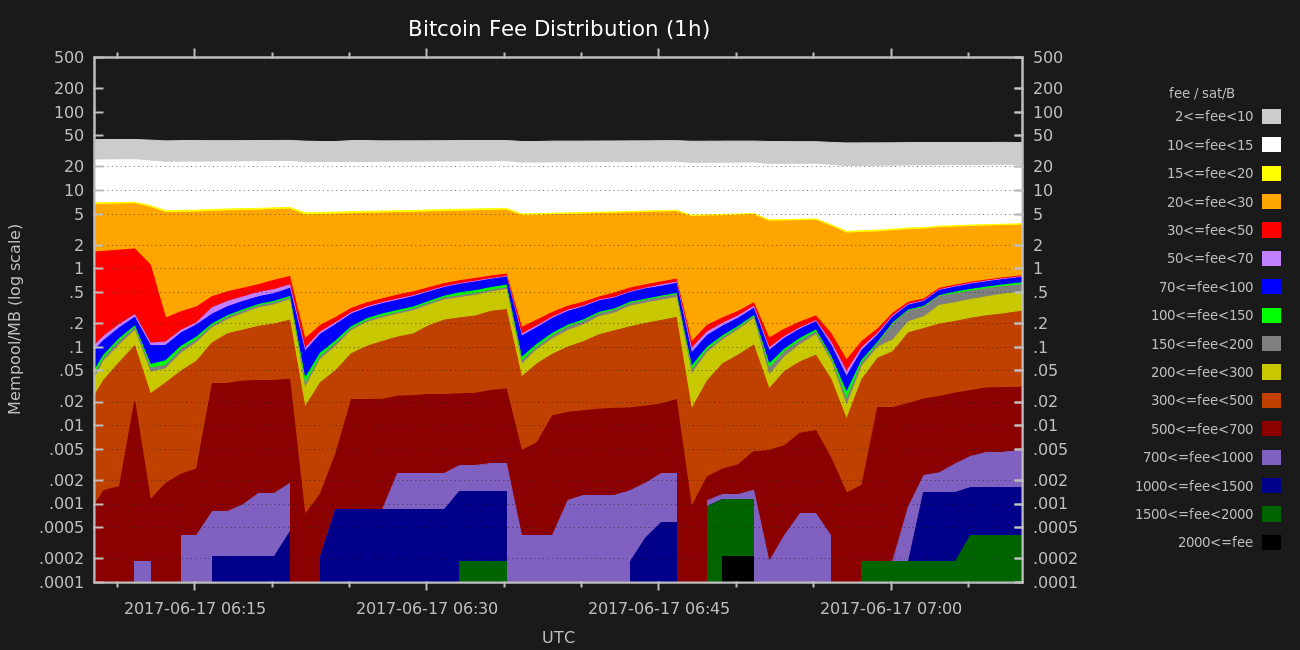 Bitcoin Fee Distribution (1h)
Mempool/MB (log scale)
500
200
100
50
20
10
5
2
1
.5
.2
.1
.05
.02
.01
.005
.002
.001
.0005
.0002
.0001
500
200
100
50
20
10
5
2
1
.5
.2
.1
.05
.02
.01
.005
.002
.001
.0005
.0002
.0001
fee / sat/B
2<=fee<10
10<=fee<15
15<=fee<20
20<=fee<30
30<=fee<50
50<=fee<70
70<=fee<100
100<=fee<150
150<=fee<200
200<=fee<300
300<=fee<500
500<=fee<700
700<=fee<1000
1000<=fee<1500
1500<=fee<2000
2000<=fee
2017-06-17 06:15 2017-06-17 06:30 2017-06-17 06:45 2017-06-17 07:00
UTC